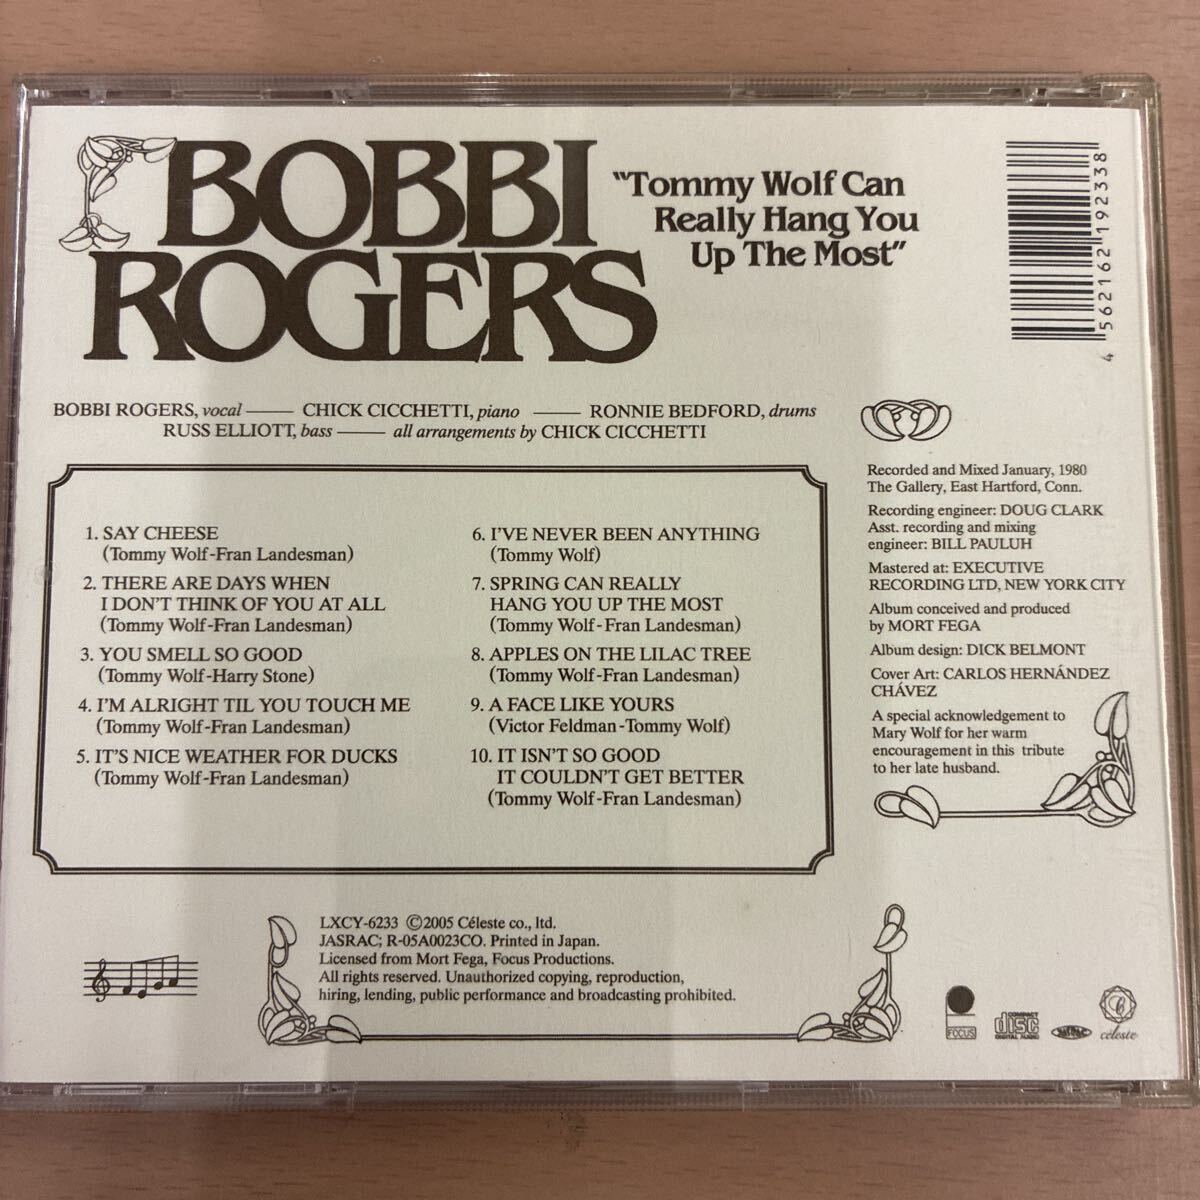 BOBBI
ROGERS
"Tommy Wolf Can
Really Hang You
Up The Most"
4 562162 192338
BOBBI ROGERS, vocal — CHICK CICCHETTI, piano — RONNIE BEDFORD, drums
RUSS ELLIOTT, bass — all arrangements by CHICK CICCHETTI
1. SAY CHEESE
(Tommy Wolf-Fran Landesman)
2. THERE ARE DAYS WHEN
I DON'T THINK OF YOU AT ALL
(Tommy Wolf-Fran Landesman)
3. YOU SMELL SO GOOD
(Tommy Wolf-Harry Stone)
4. I'M ALRIGHT TIL YOU TOUCH ME
(Tommy Wolf-Fran Landesman)
5. IT'S NICE WEATHER FOR DUCKS
(Tommy Wolf-Fran Landesman)
6. I'VE NEVER BEEN ANYTHING
(Tommy Wolf)
7. SPRING CAN REALLY
HANG YOU UP THE MOST
(Tommy Wolf-Fran Landesman)
8. APPLES ON THE LILAC TREE
(Tommy Wolf-Fran Landesman)
9. A FACE LIKE YOURS
(Victor Feldman-Tommy Wolf)
10. IT ISN'T SO GOOD
IT COULDN'T GET BETTER
(Tommy Wolf-Fran Landesman)
Recorded and Mixed January, 1980
The Gallery, East Hartford, Conn.
Recording engineer: DOUG CLARK
Asst. recording and mixing
engineer: BILL PAULUH
Mastered at: EXECUTIVE
RECORDING LTD, NEW YORK CITY
Album conceived and produced
by MORT FEGA
Album design: DICK BELMONT
Cover Art: CARLOS HERNÁNDEZ
CHÁVEZ
A special acknowledgement to
Mary Wolf for her warm
encouragement in this tribute
to her late husband.
LXCY-6233 ©2005 Céleste co., ltd.
JASRAC; R-05A0023CO. Printed in Japan.
Licensed from Mort Fega, Focus Productions.
All rights reserved. Unauthorized copying, reproduction,
hiring, lending, public performance and broadcasting prohibited.
FOCUS
COMPACT
disc
DIGITAL AUDIO
céleste